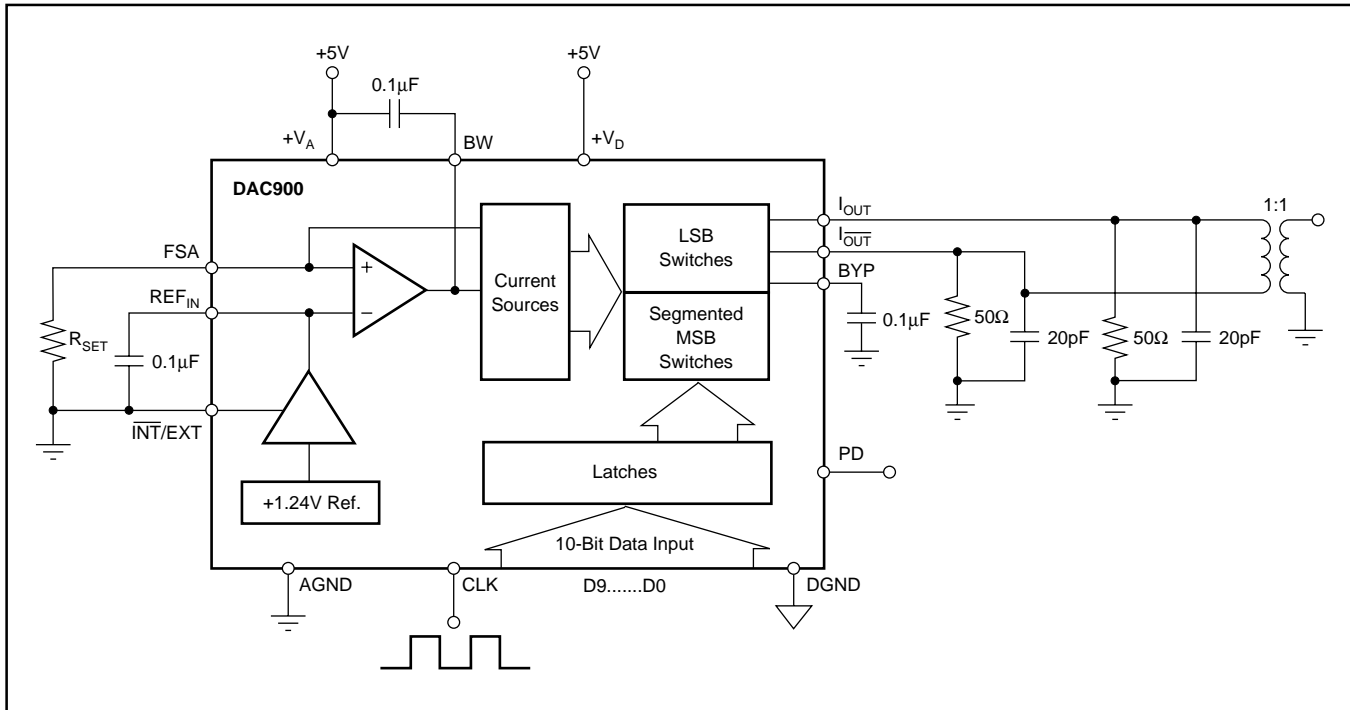 +5V
+5V
0.1µF
+V_A
BW
+V_D
DAC900
I_OUT
1:1
FSA
LSB
Switches
I_O̅U̅T̅
BYP
REF_IN
Current
Sources
Segmented
MSB
Switches
R_SET
0.1µF
0.1µF
50Ω
20pF
50Ω
20pF
I̅N̅T̅/EXT
PD
Latches
+1.24V Ref.
10-Bit Data Input
AGND
CLK
D9.......D0
DGND